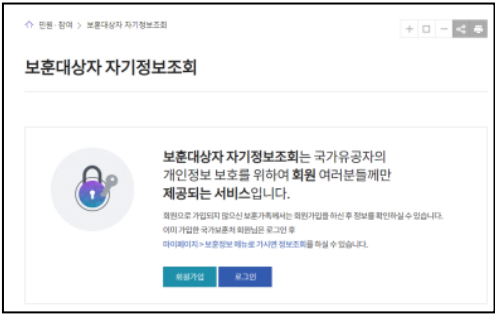 민원·참여 > 보훈대상자 자기정보조회
보훈대상자 자기정보조회
보훈대상자 자기정보조회는 국가유공자의
개인정보 보호를 위하여 회원 여러분들께만
제공되는 서비스입니다.
회원으로 가입되지 않으신 보훈가족께서는 회원가입을 하신 후 정보를 확인하실 수 있습니다.
이미 가입한 국가보훈처 회원님은 로그인 후
마이페이지 > 보훈정보 메뉴로 가시면 정보조회를 하실 수 있습니다.
회원가입 로그인